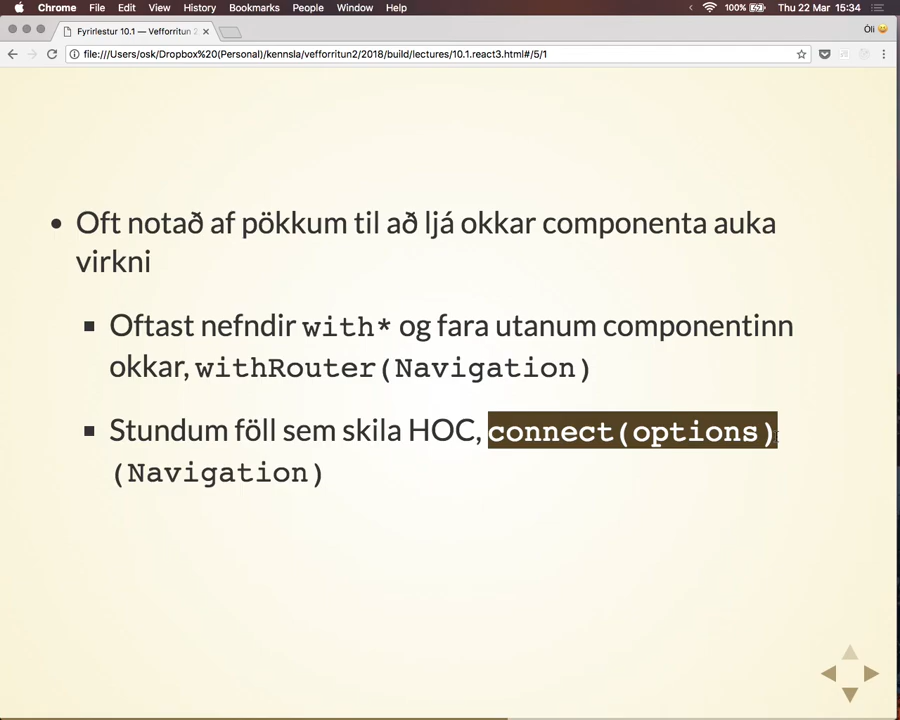 Chrome File Edit View History Bookmarks People Window Help 100% Thu 22 Mar 15:34
Fyrirlestur 10.1 — Vefforritun 2 Óli
file:///Users/osk/Dropbox%20(Personal)/kennsla/vefforritun2/2018/build/lectures/10.1.react3.html#/5/1
• Oft notað af pökkum til að ljá okkar componenta auka
virkni
▪ Oftast nefndir with* og fara utanum componentinn
okkar, withRouter(Navigation)
▪ Stundum föll sem skila HOC, connect(options)
(Navigation)